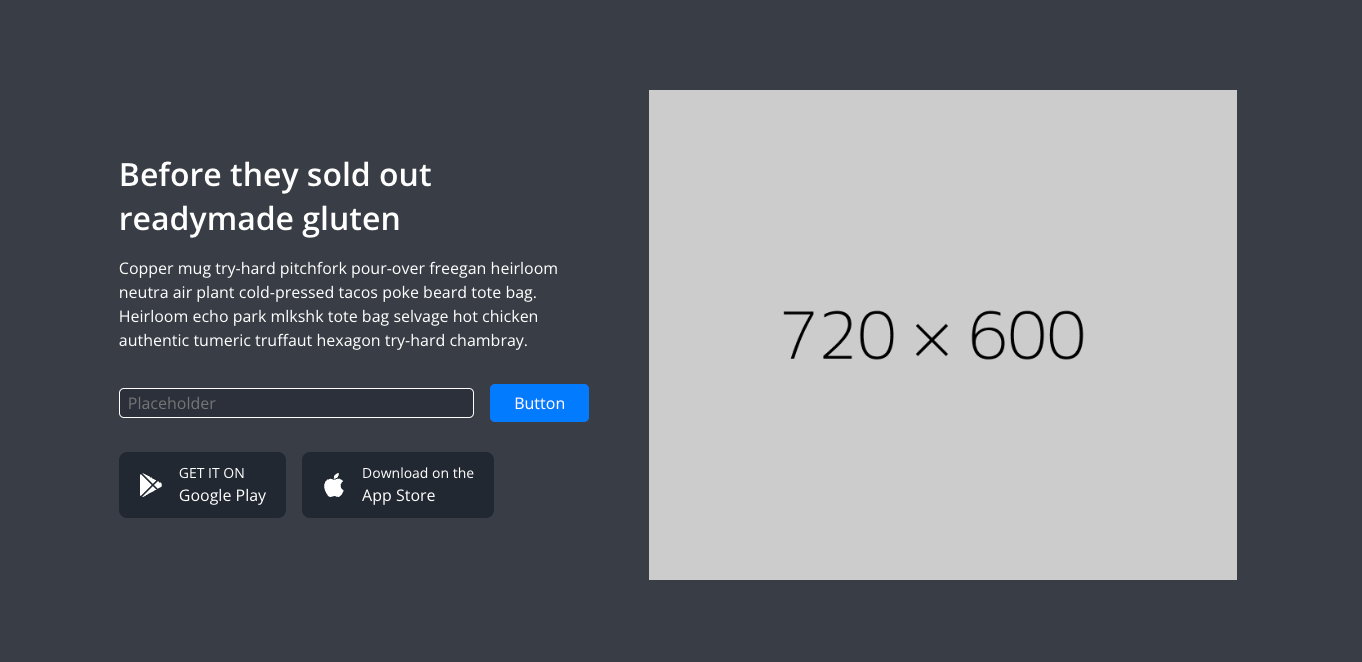 Before they sold out
readymade gluten
Copper mug try-hard pitchfork pour-over freegan heirloom
neutra air plant cold-pressed tacos poke beard tote bag.
Heirloom echo park mlkshk tote bag selvage hot chicken
authentic tumeric truffaut hexagon try-hard chambray.
Placeholder
Button
GET IT ON
Google Play
Download on the
App Store
720 × 600